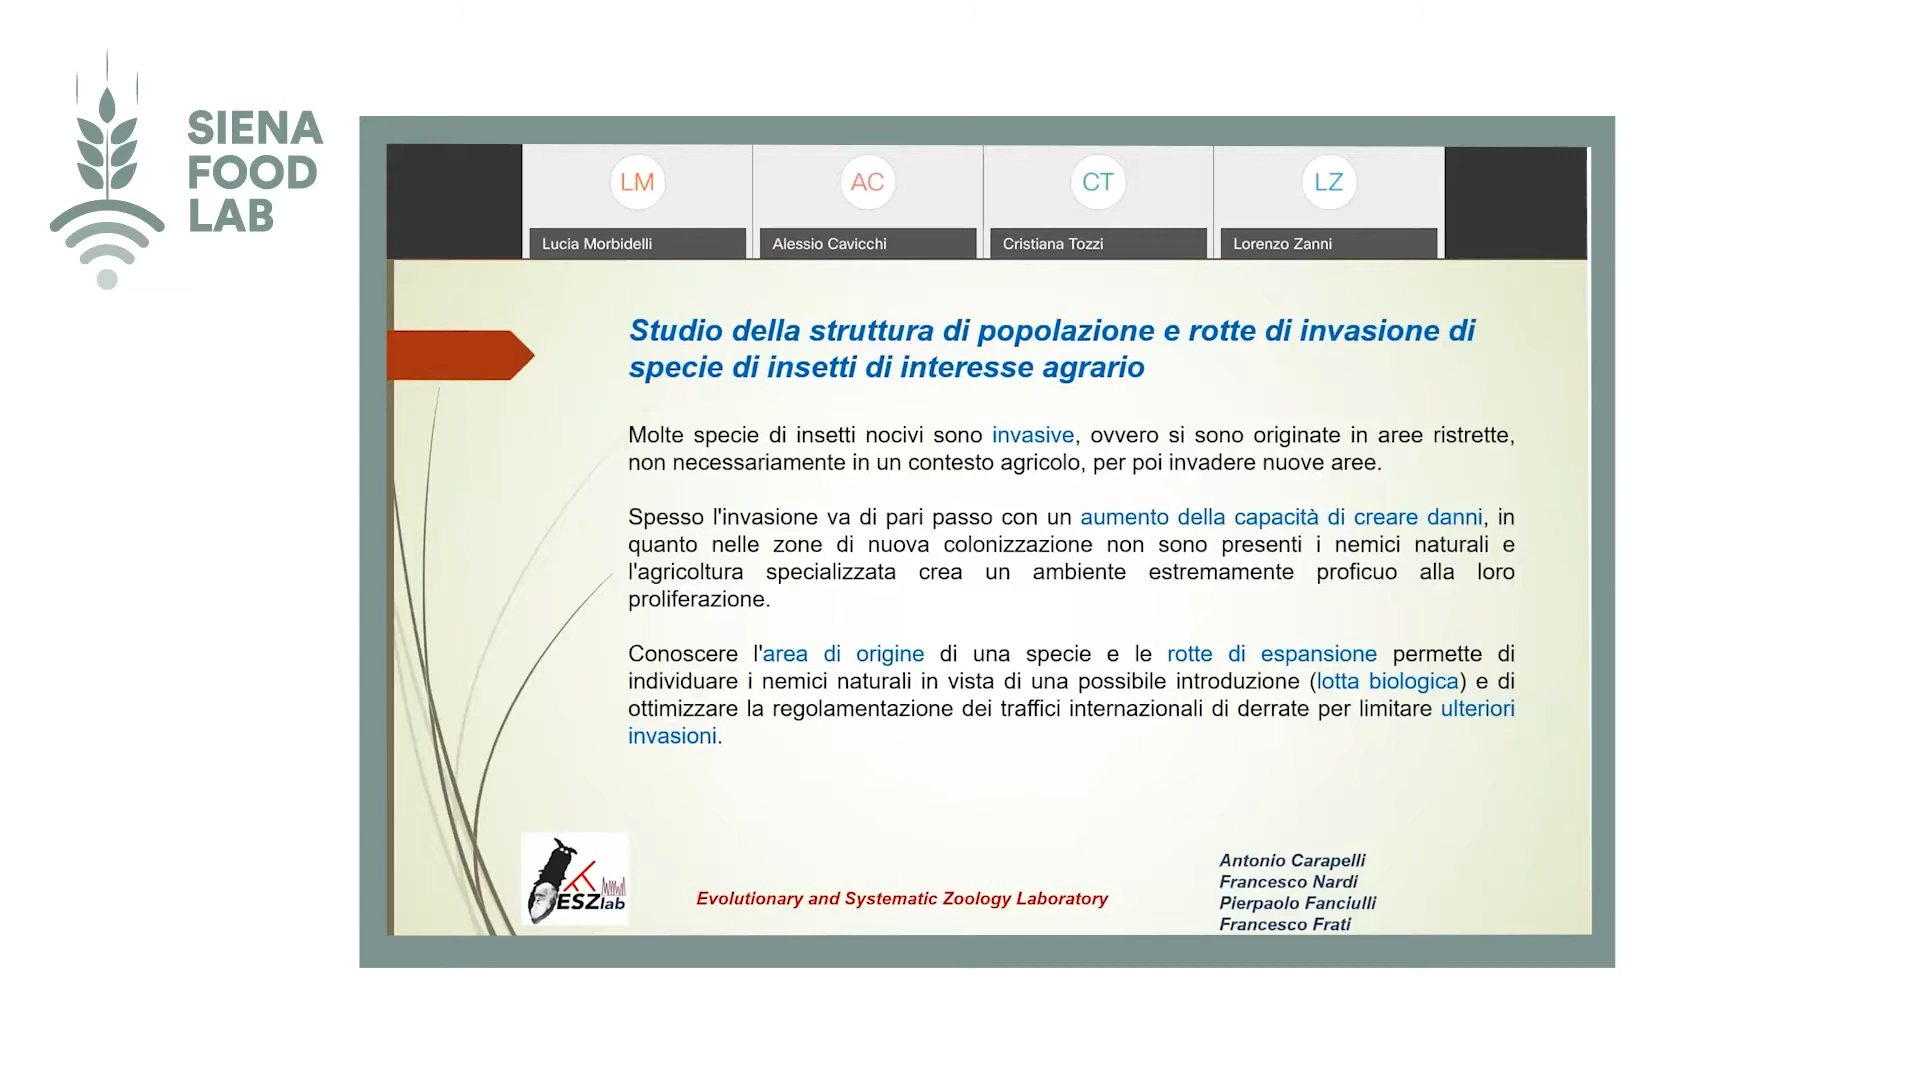 SIENA
FOOD
LAB
LM
AC
CT
LZ
Lucia Morbidelli
Alessio Cavicchi
Cristiana Tozzi
Lorenzo Zanni
Studio della struttura di popolazione e rotte di invasione di
specie di insetti di interesse agrario
Molte specie di insetti nocivi sono invasive, ovvero si sono originate in aree ristrette,
non necessariamente in un contesto agricolo, per poi invadere nuove aree.
Spesso l'invasione va di pari passo con un aumento della capacità di creare danni, in
quanto nelle zone di nuova colonizzazione non sono presenti i nemici naturali e
l'agricoltura specializzata crea un ambiente estremamente proficuo alla loro
proliferazione.
Conoscere l'area di origine di una specie e le rotte di espansione permette di
individuare i nemici naturali in vista di una possibile introduzione (lotta biologica) e di
ottimizzare la regolamentazione dei traffici internazionali di derrate per limitare ulteriori
invasioni.
ESZlab
Evolutionary and Systematic Zoology Laboratory
Antonio Carapelli
Francesco Nardi
Pierpaolo Fanciulli
Francesco Frati